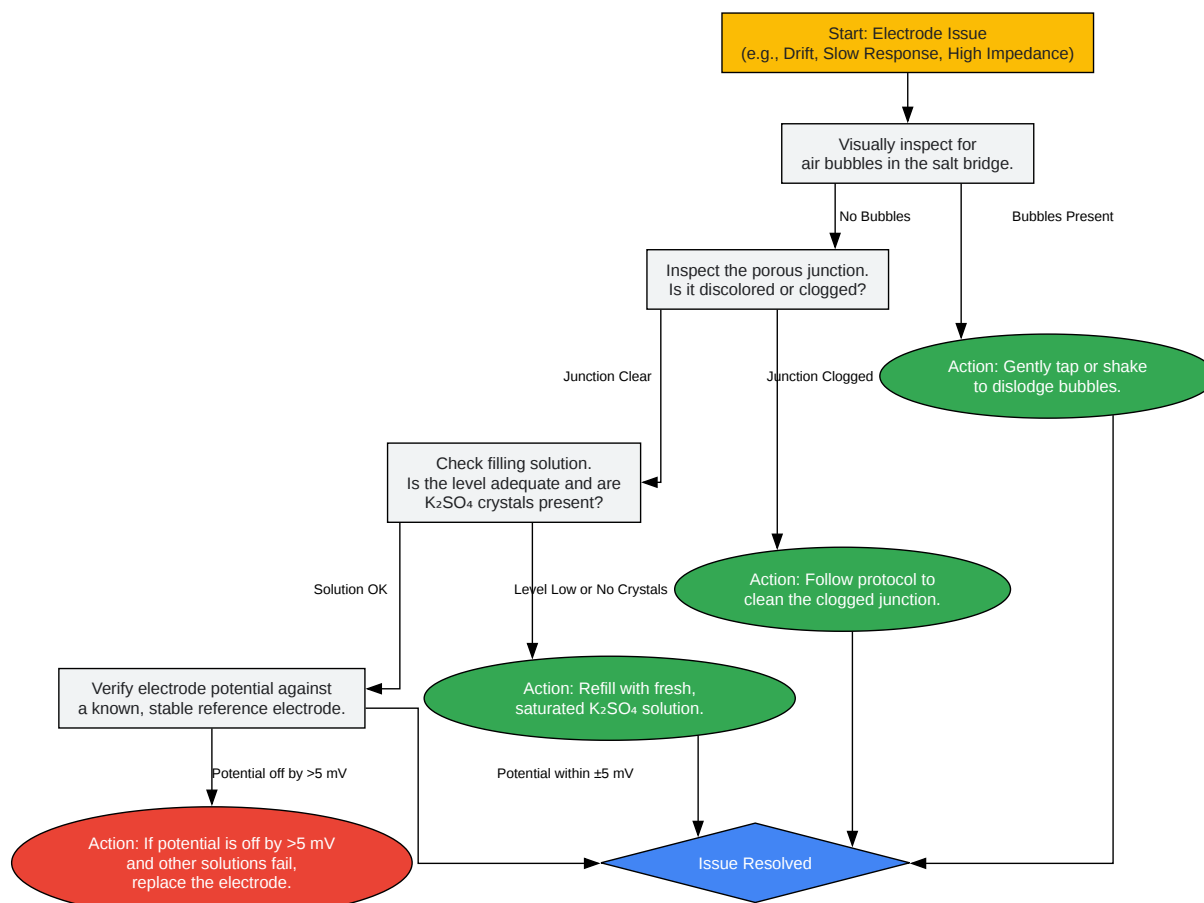 Start: Electrode Issue
(e.g., Drift, Slow Response, High Impedance)
Visually inspect for
air bubbles in the salt bridge.
No Bubbles
Bubbles Present
Inspect the porous junction.
Is it discolored or clogged?
Junction Clear
Junction Clogged
Action: Gently tap or shake
to dislodge bubbles.
Check filling solution.
Is the level adequate and are
K₂SO₄ crystals present?
Solution OK
Level Low or No Crystals
Action: Follow protocol to
clean the clogged junction.
Verify electrode potential against
a known, stable reference electrode.
Action: Refill with fresh,
saturated K₂SO₄ solution.
Potential off by >5 mV
Potential within ±5 mV
Action: If potential is off by >5 mV
and other solutions fail,
replace the electrode.
Issue Resolved